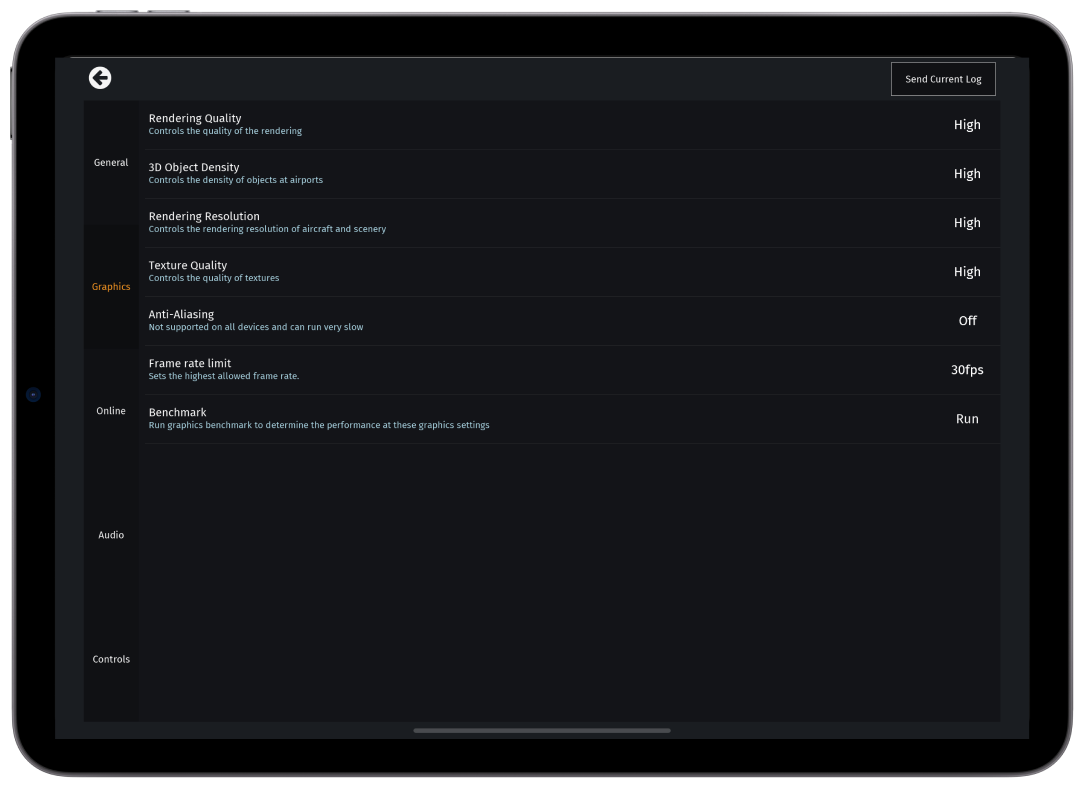 Send Current Log
General
Graphics
Online
Audio
Controls
Rendering Quality
Controls the quality of the rendering
High
3D Object Density
Controls the density of objects at airports
High
Rendering Resolution
Controls the rendering resolution of aircraft and scenery
High
Texture Quality
Controls the quality of textures
High
Anti-Aliasing
Not supported on all devices and can run very slow
Off
Frame rate limit
Sets the highest allowed frame rate.
30fps
Benchmark
Run graphics benchmark to determine the performance at these graphics settings
Run